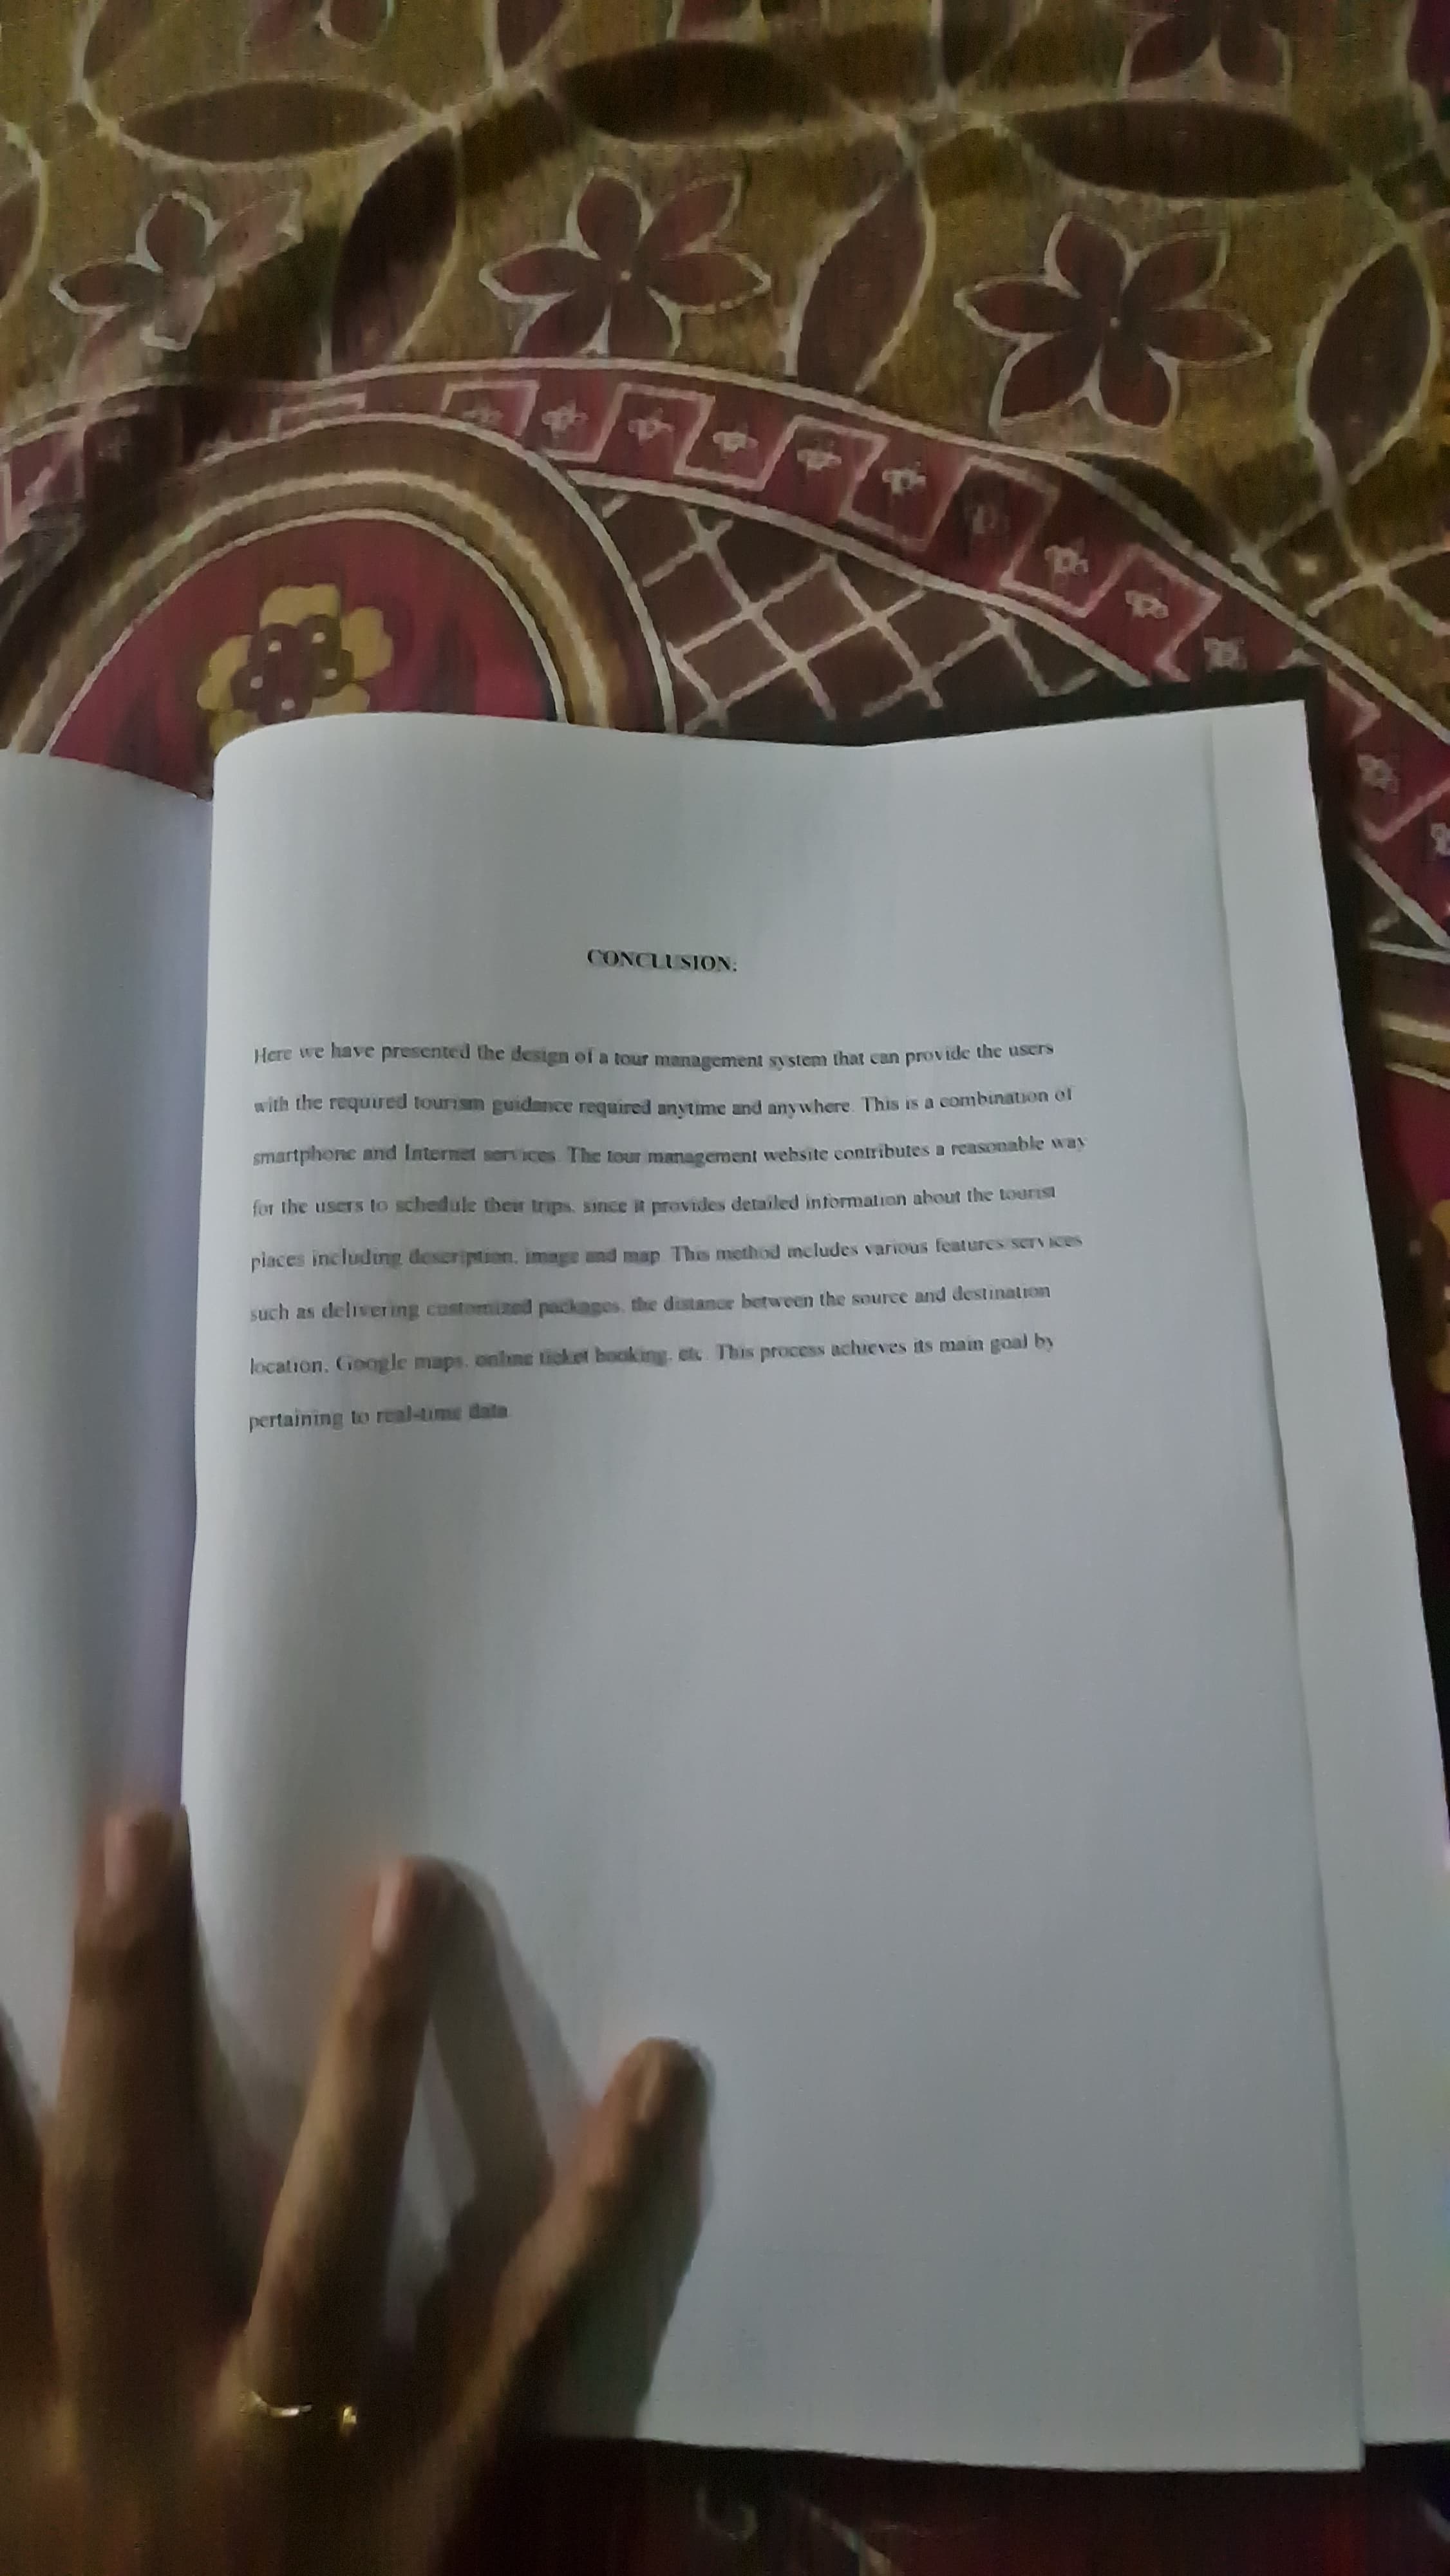 CONCLUSION:
Here we have presented the design of a tour management system that can provide the users
with the required tourism guidance required anytime and anywhere. This is a combination of
smartphone and Internet services. The tour management website contributes a reasonable way
for the users to schedule their trips, since it provides detailed information about the tourist
places including description, image and map. This method includes various features/services
such as delivering customized packages, the distance between the source and destination
location, Google maps, online ticket booking, etc. This process achieves its main goal by
pertaining to real-time data.